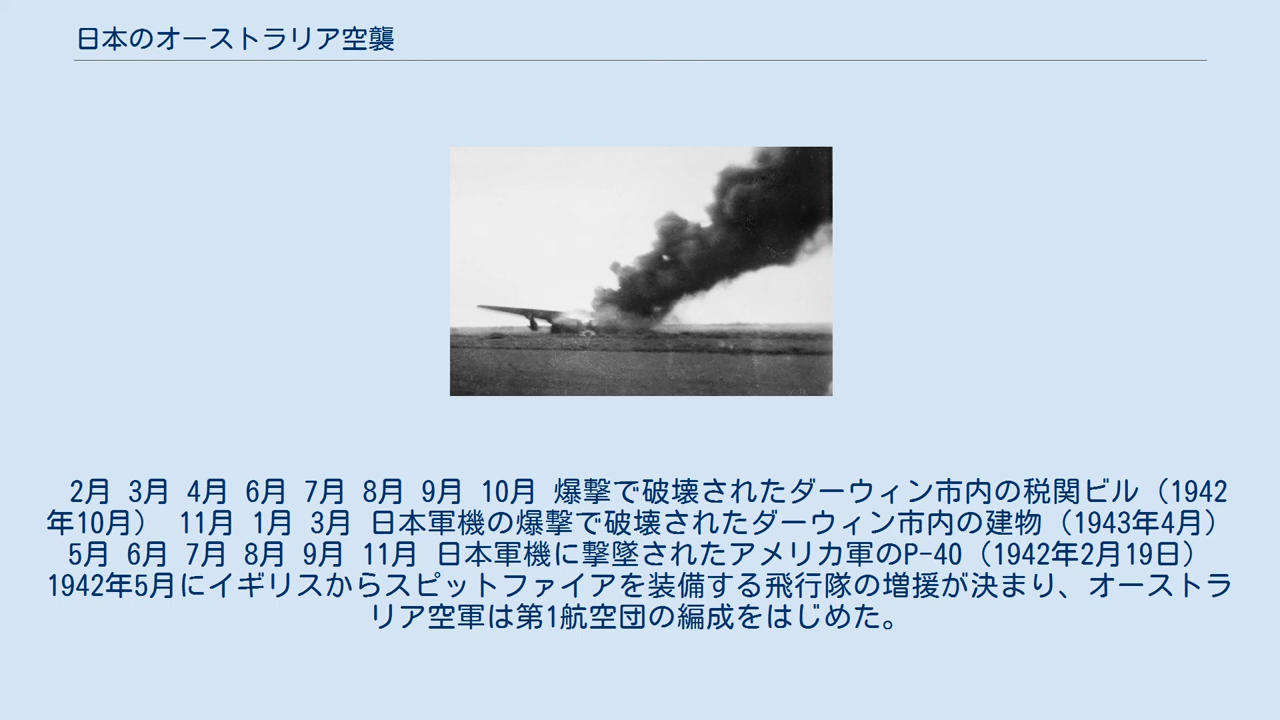 日本のオーストラリア空襲
2月 3月 4月 6月 7月 8月 9月 10月 爆撃で破壊されたダーウィン市内の税関ビル（1942
年10月） 11月 1月 3月 日本軍機の爆撃で破壊されたダーウィン市内の建物（1943年4月）
5月 6月 7月 8月 9月 11月 日本軍機に撃墜されたアメリカ軍のP-40（1942年2月19日）
1942年5月にイギリスからスピットファイアを装備する飛行隊の増援が決まり、オーストラ
リア空軍は第1航空団の編成をはじめた。